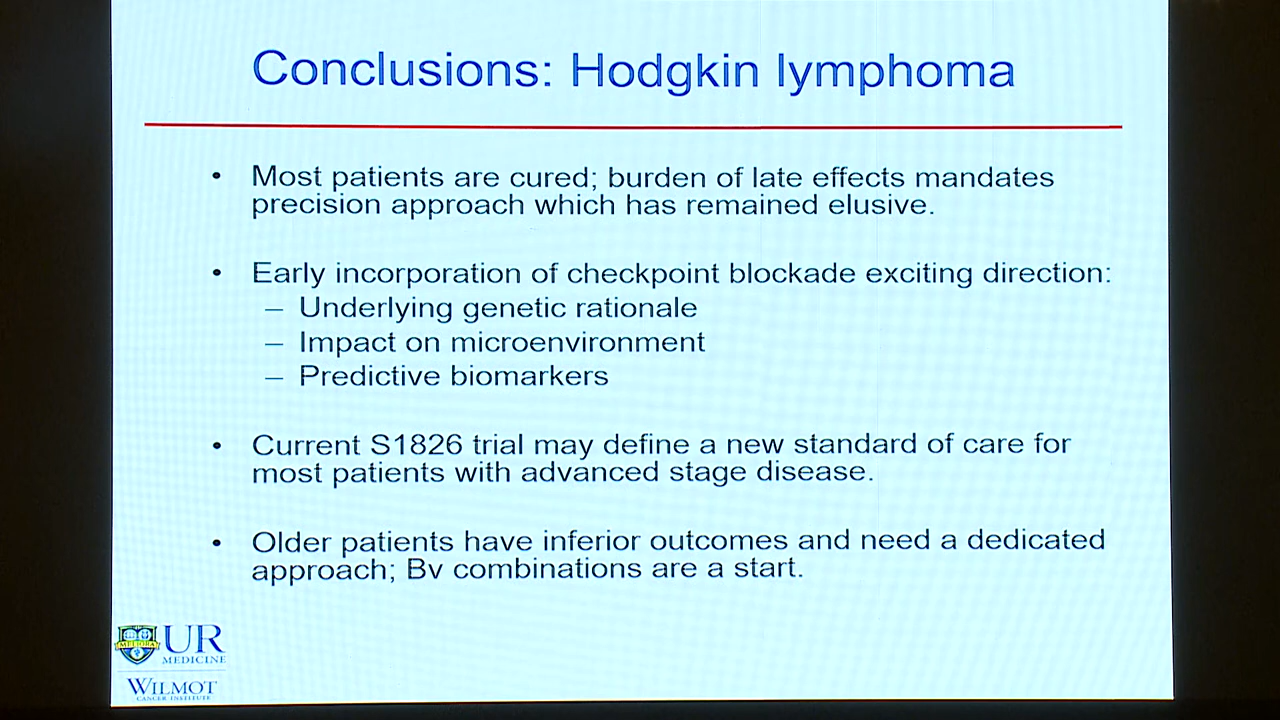 Conclusions: Hodgkin lymphoma
• Most patients are cured; burden of late effects mandates
precision approach which has remained elusive.
• Early incorporation of checkpoint blockade exciting direction:
– Underlying genetic rationale
– Impact on microenvironment
– Predictive biomarkers
• Current S1826 trial may define a new standard of care for
most patients with advanced stage disease.
• Older patients have inferior outcomes and need a dedicated
approach; Bv combinations are a start.
MELIORA
UR
MEDICINE
WILMOT
CANCER INSTITUTE